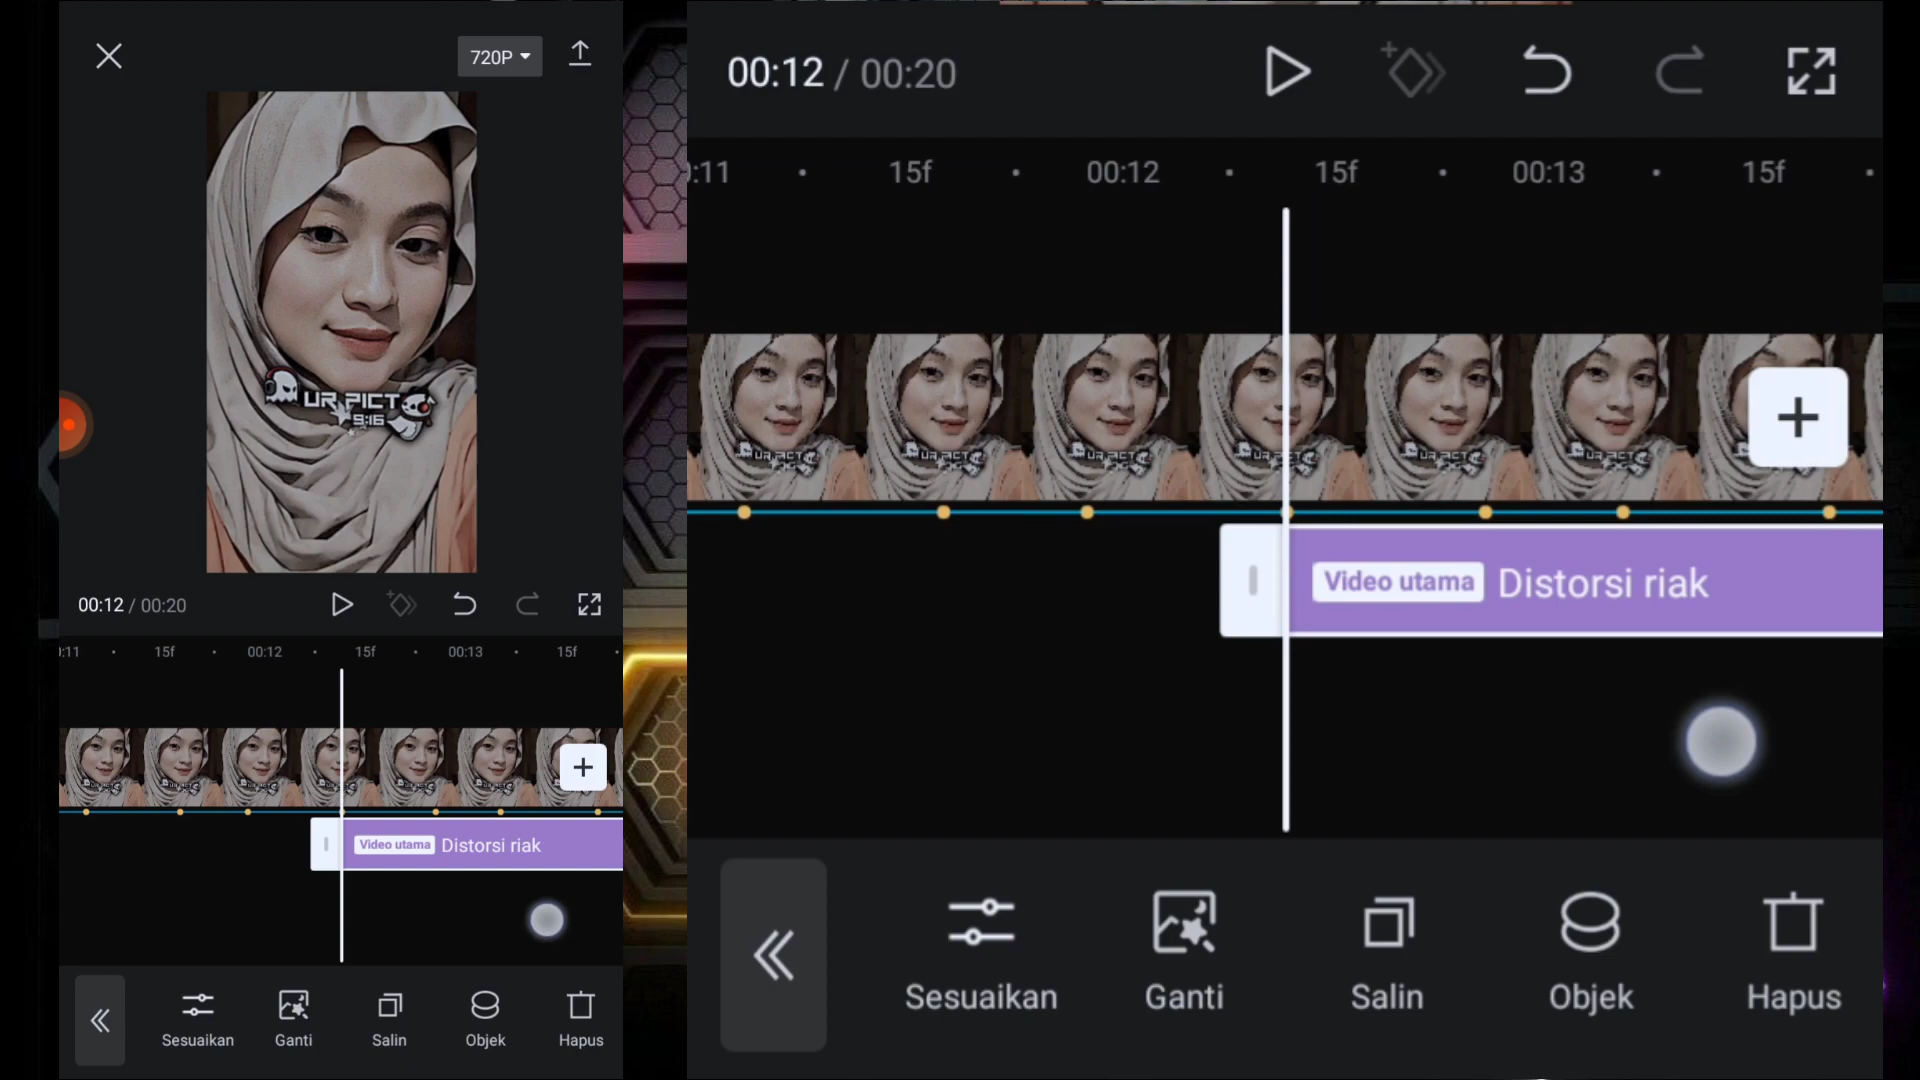 720P
UR PICT
9:16
00:12 / 00:20
:11 15f 00:12 15f 00:13 15f
Video utama Distorsi riak
Sesuaikan Ganti Salin Objek Hapus
00:12 / 00:20
:11 15f 00:12 15f 00:13 15f
Video utama Distorsi riak
Sesuaikan Ganti Salin Objek Hapus